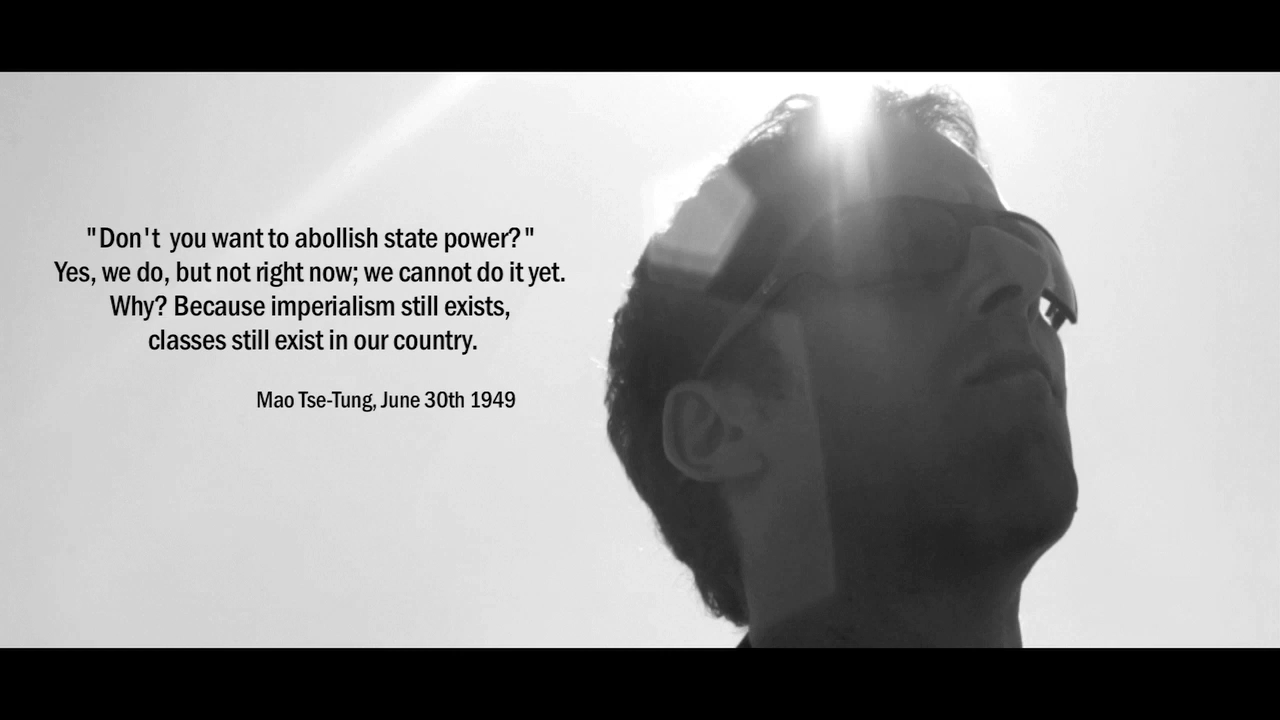 "Don't you want to abollish state power?"
Yes, we do, but not right now; we cannot do it yet.
Why? Because imperialism still exists,
classes still exist in our country.
Mao Tse-Tung, June 30th 1949